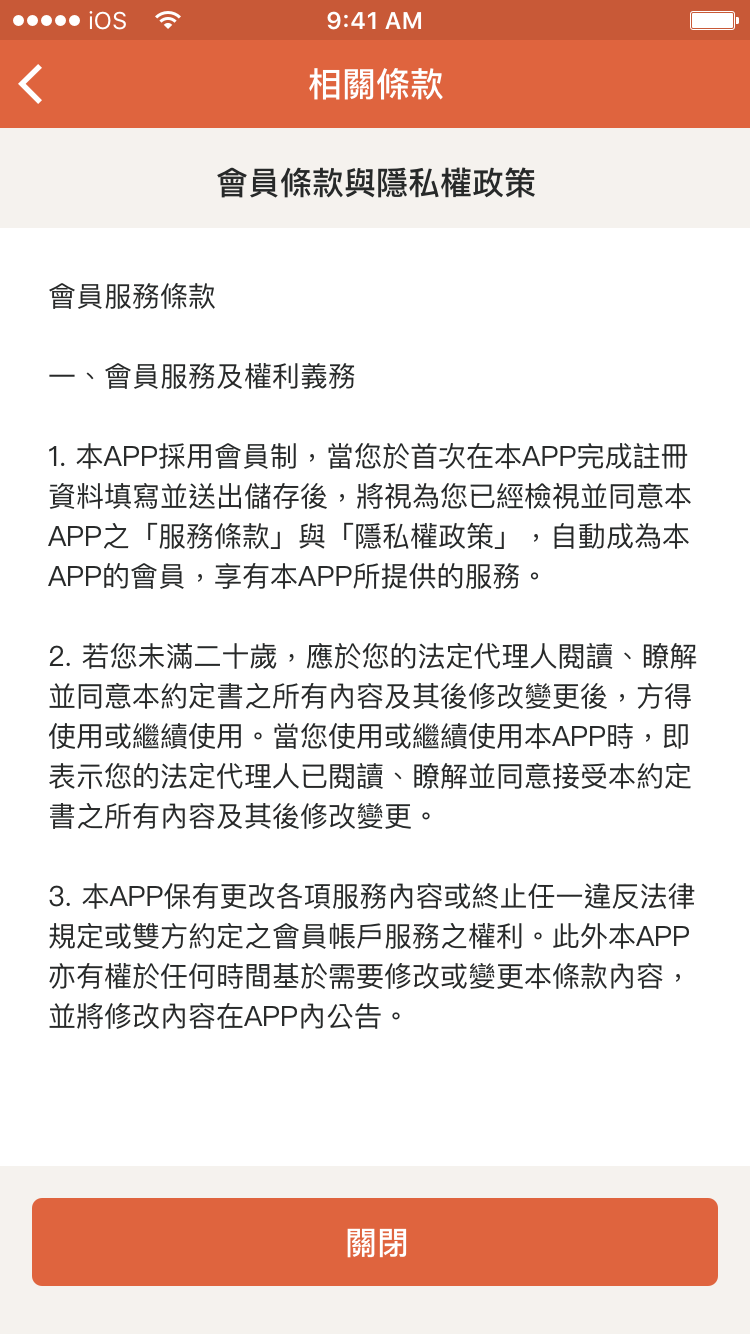 iOS 9:41 AM
相關條款
會員條款與隱私權政策
會員服務條款
一、會員服務及權利義務
1. 本APP採用會員制，當您於首次在本APP完成註冊
資料填寫並送出儲存後，將視為您已經檢視並同意本
APP之「服務條款」與「隱私權政策」，自動成為本
APP的會員，享有本APP所提供的服務。
2. 若您未滿二十歲，應於您的法定代理人閱讀、瞭解
並同意本約定書之所有內容及其後修改變更後，方得
使用或繼續使用。當您使用或繼續使用本APP時，即
表示您的法定代理人已閱讀、瞭解並同意接受本約定
書之所有內容及其後修改變更。
3. 本APP保有更改各項服務內容或終止任一違反法律
規定或雙方約定之會員帳戶服務之權利。此外本APP
亦有權於任何時間基於需要修改或變更本條款內容，
並將修改內容在APP內公告。
關閉